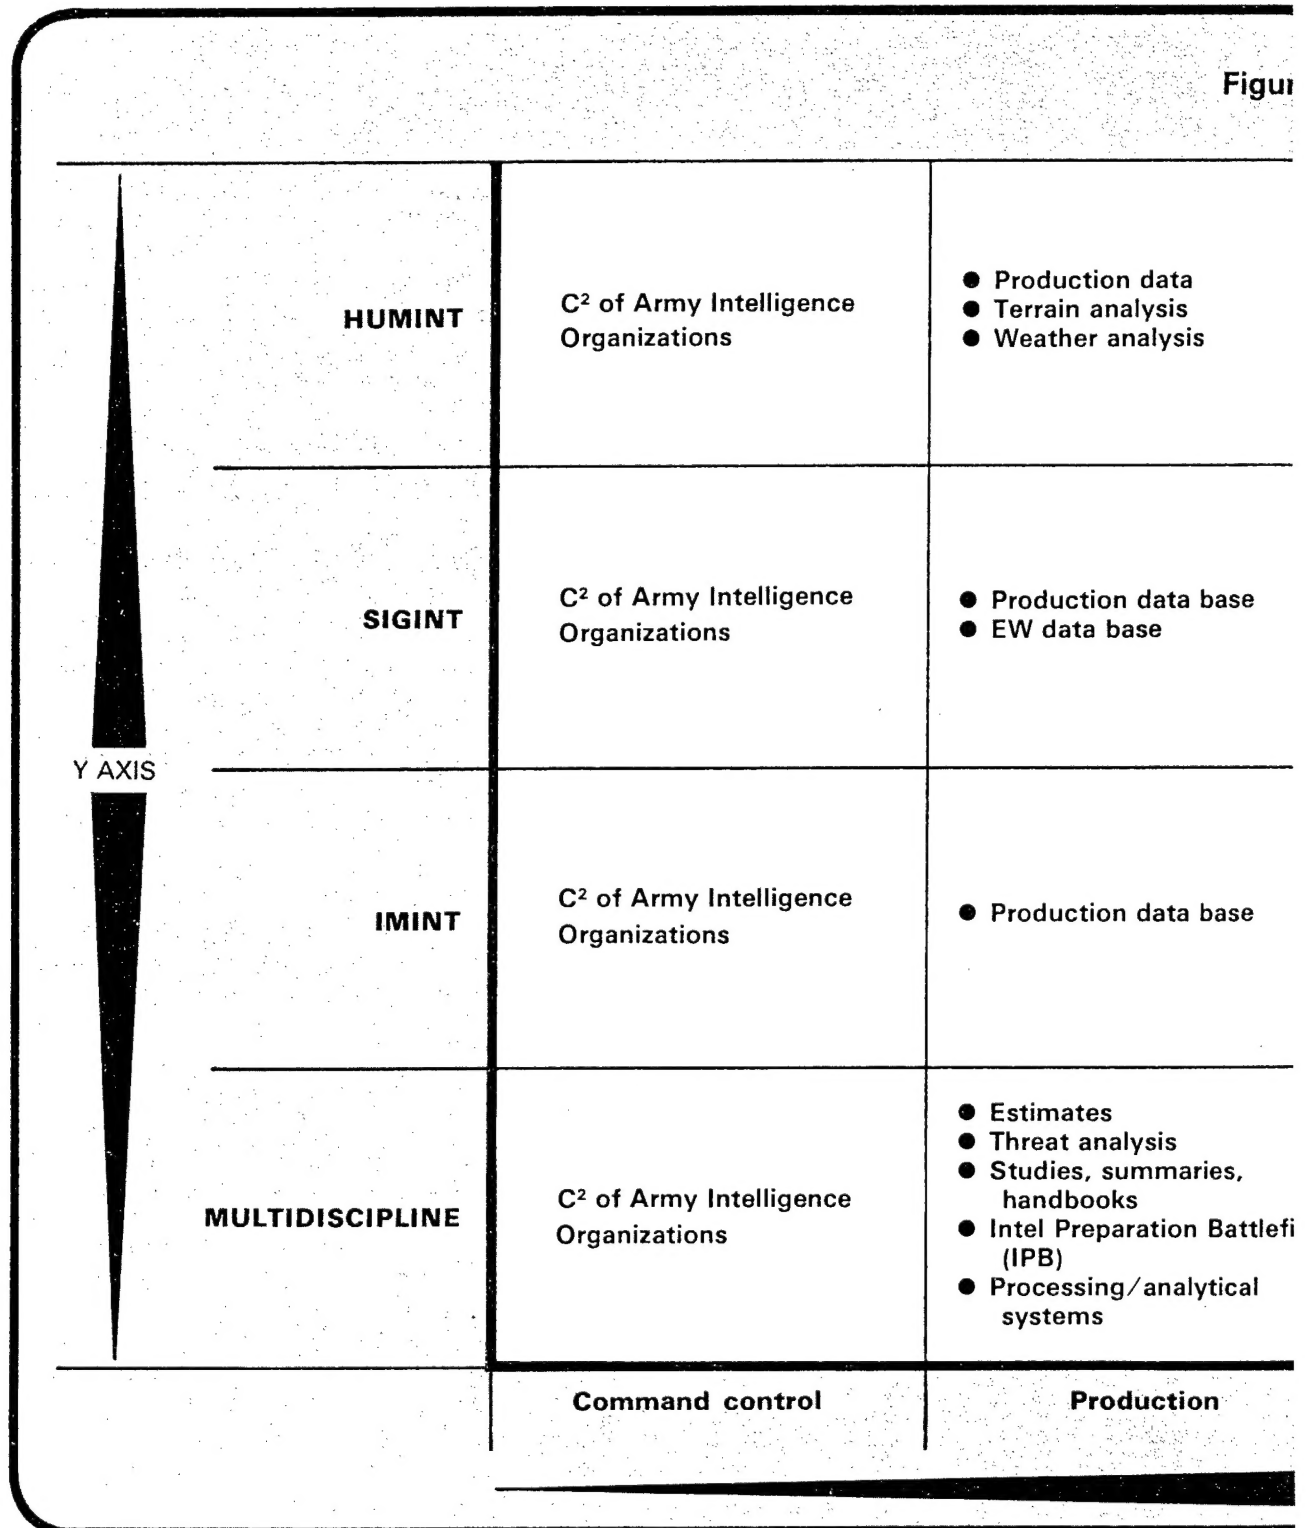 Figur
HUMINT
C² of Army Intelligence
Organizations
● Production data
● Terrain analysis
● Weather analysis
SIGINT
C² of Army Intelligence
Organizations
● Production data base
● EW data base
Y AXIS
IMINT
C² of Army Intelligence
Organizations
● Production data base
MULTIDISCIPLINE
C² of Army Intelligence
Organizations
● Estimates
● Threat analysis
● Studies, summaries,
handbooks
● Intel Preparation Battlefi
(IPB)
● Processing/analytical
systems
Command control
Production